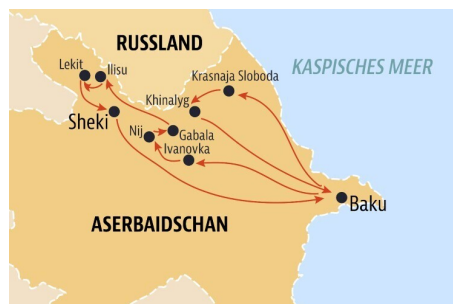 RUSSLAND
KASPISCHES MEER
Lekit
Ilisu
Krasnaja Sloboda
Khinalyg
Sheki
Nij
Gabala
Ivanovka
Baku
ASERBAIDSCHAN